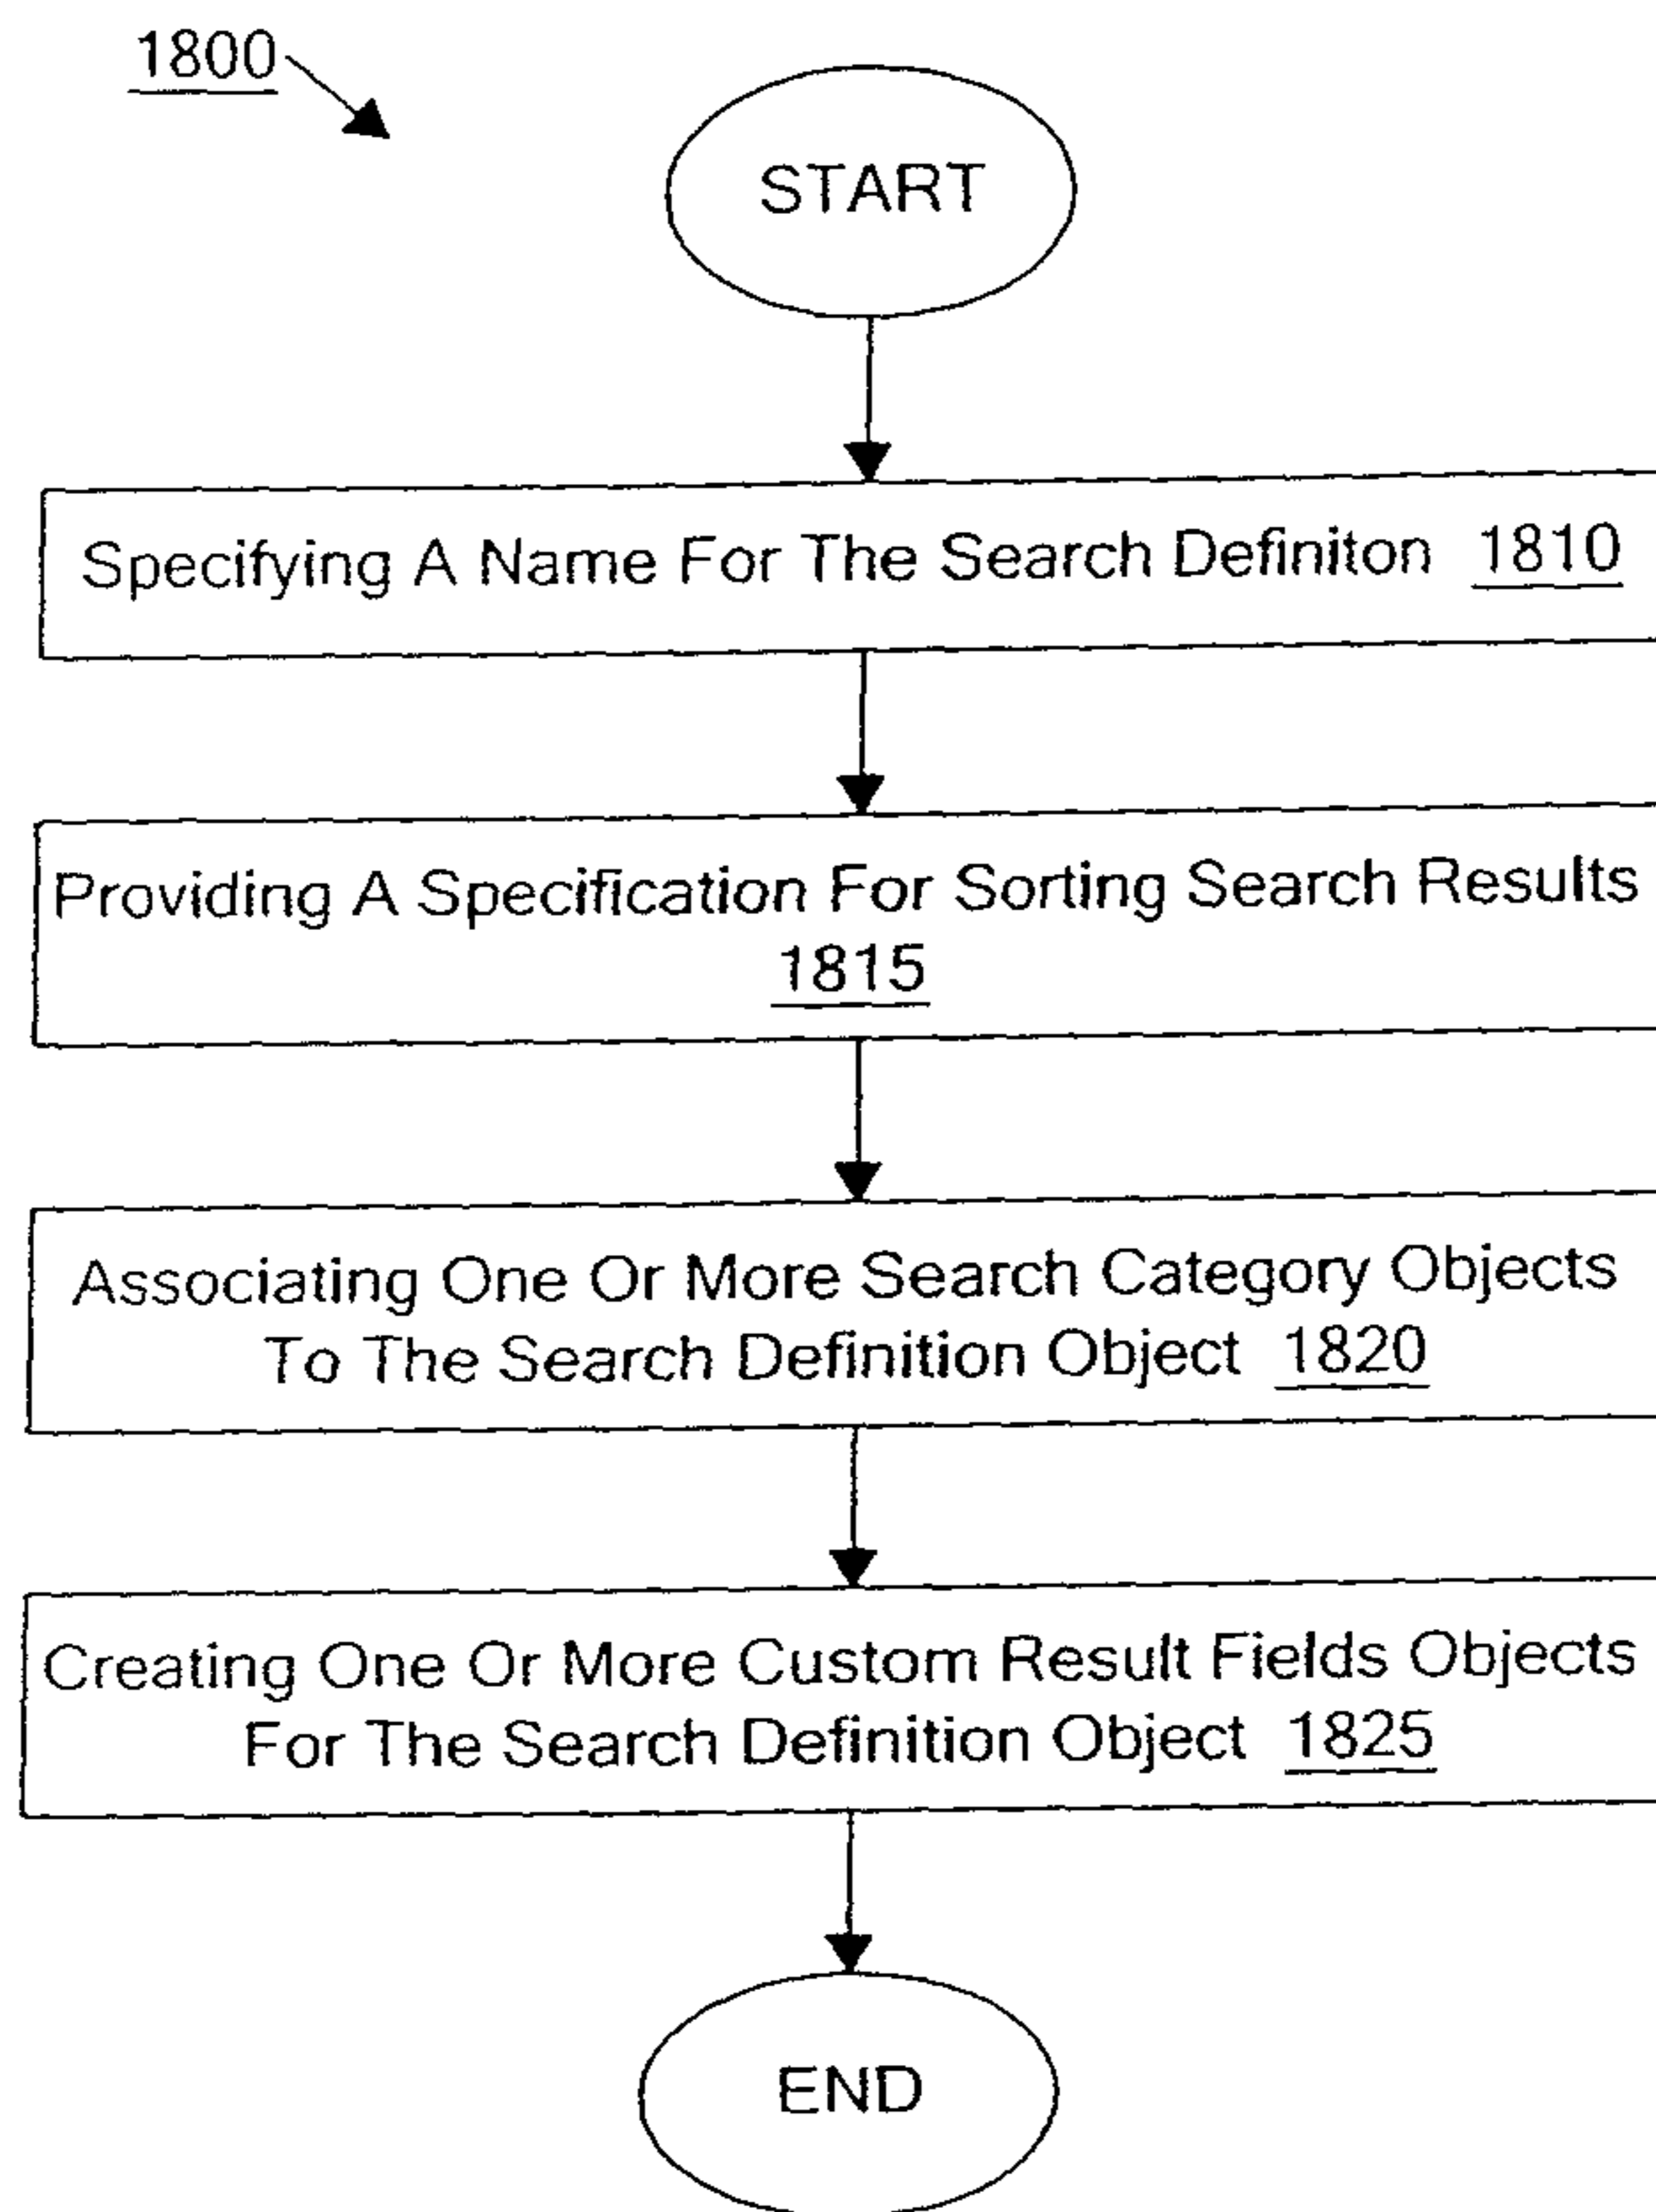 1800
START
Specifying A Name For The Search Definiton 1810
Providing A Specification For Sorting Search Results
1815
Associating One Or More Search Category Objects
To The Search Definition Object 1820
Creating One Or More Custom Result Fields Objects
For The Search Definition Object 1825
END